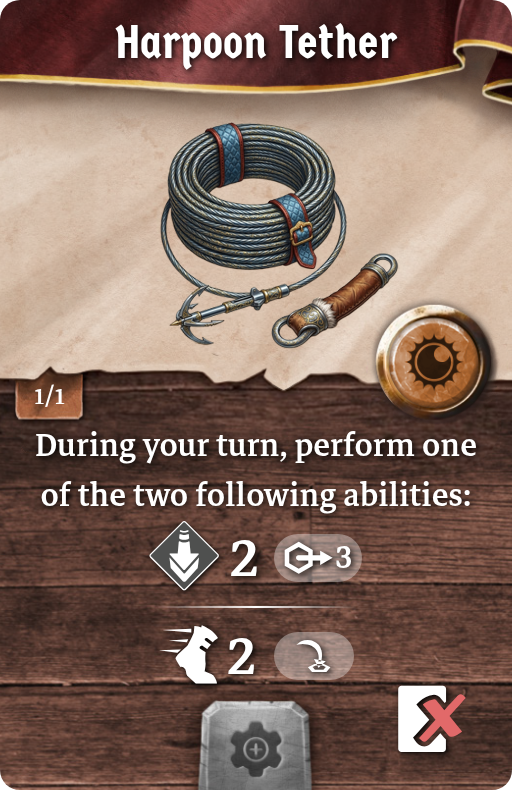 Harpoon Tether
1/1
During your turn, perform one
of the two following abilities:
2 3
2